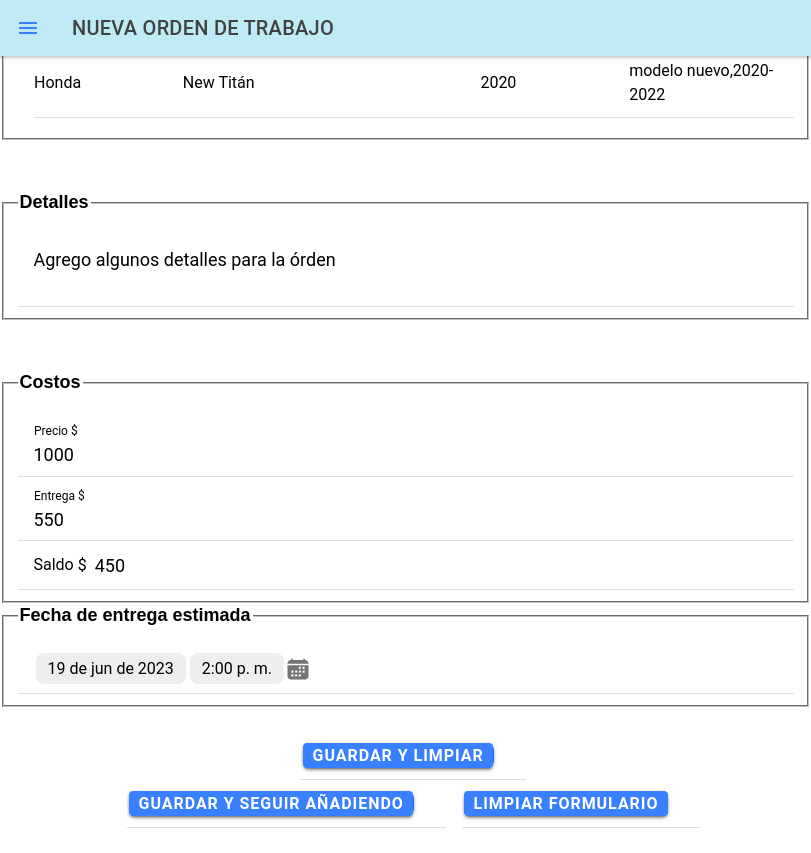 NUEVA ORDEN DE TRABAJO
Honda New Titán 2020 modelo nuevo,2020-
2022
Detalles
Agrego algunos detalles para la órden
Costos
Precio $
1000
Entrega $
550
Saldo $ 450
Fecha de entrega estimada
19 de jun de 2023 2:00 p. m.
GUARDAR Y LIMPIAR
GUARDAR Y SEGUIR AÑADIENDO LIMPIAR FORMULARIO